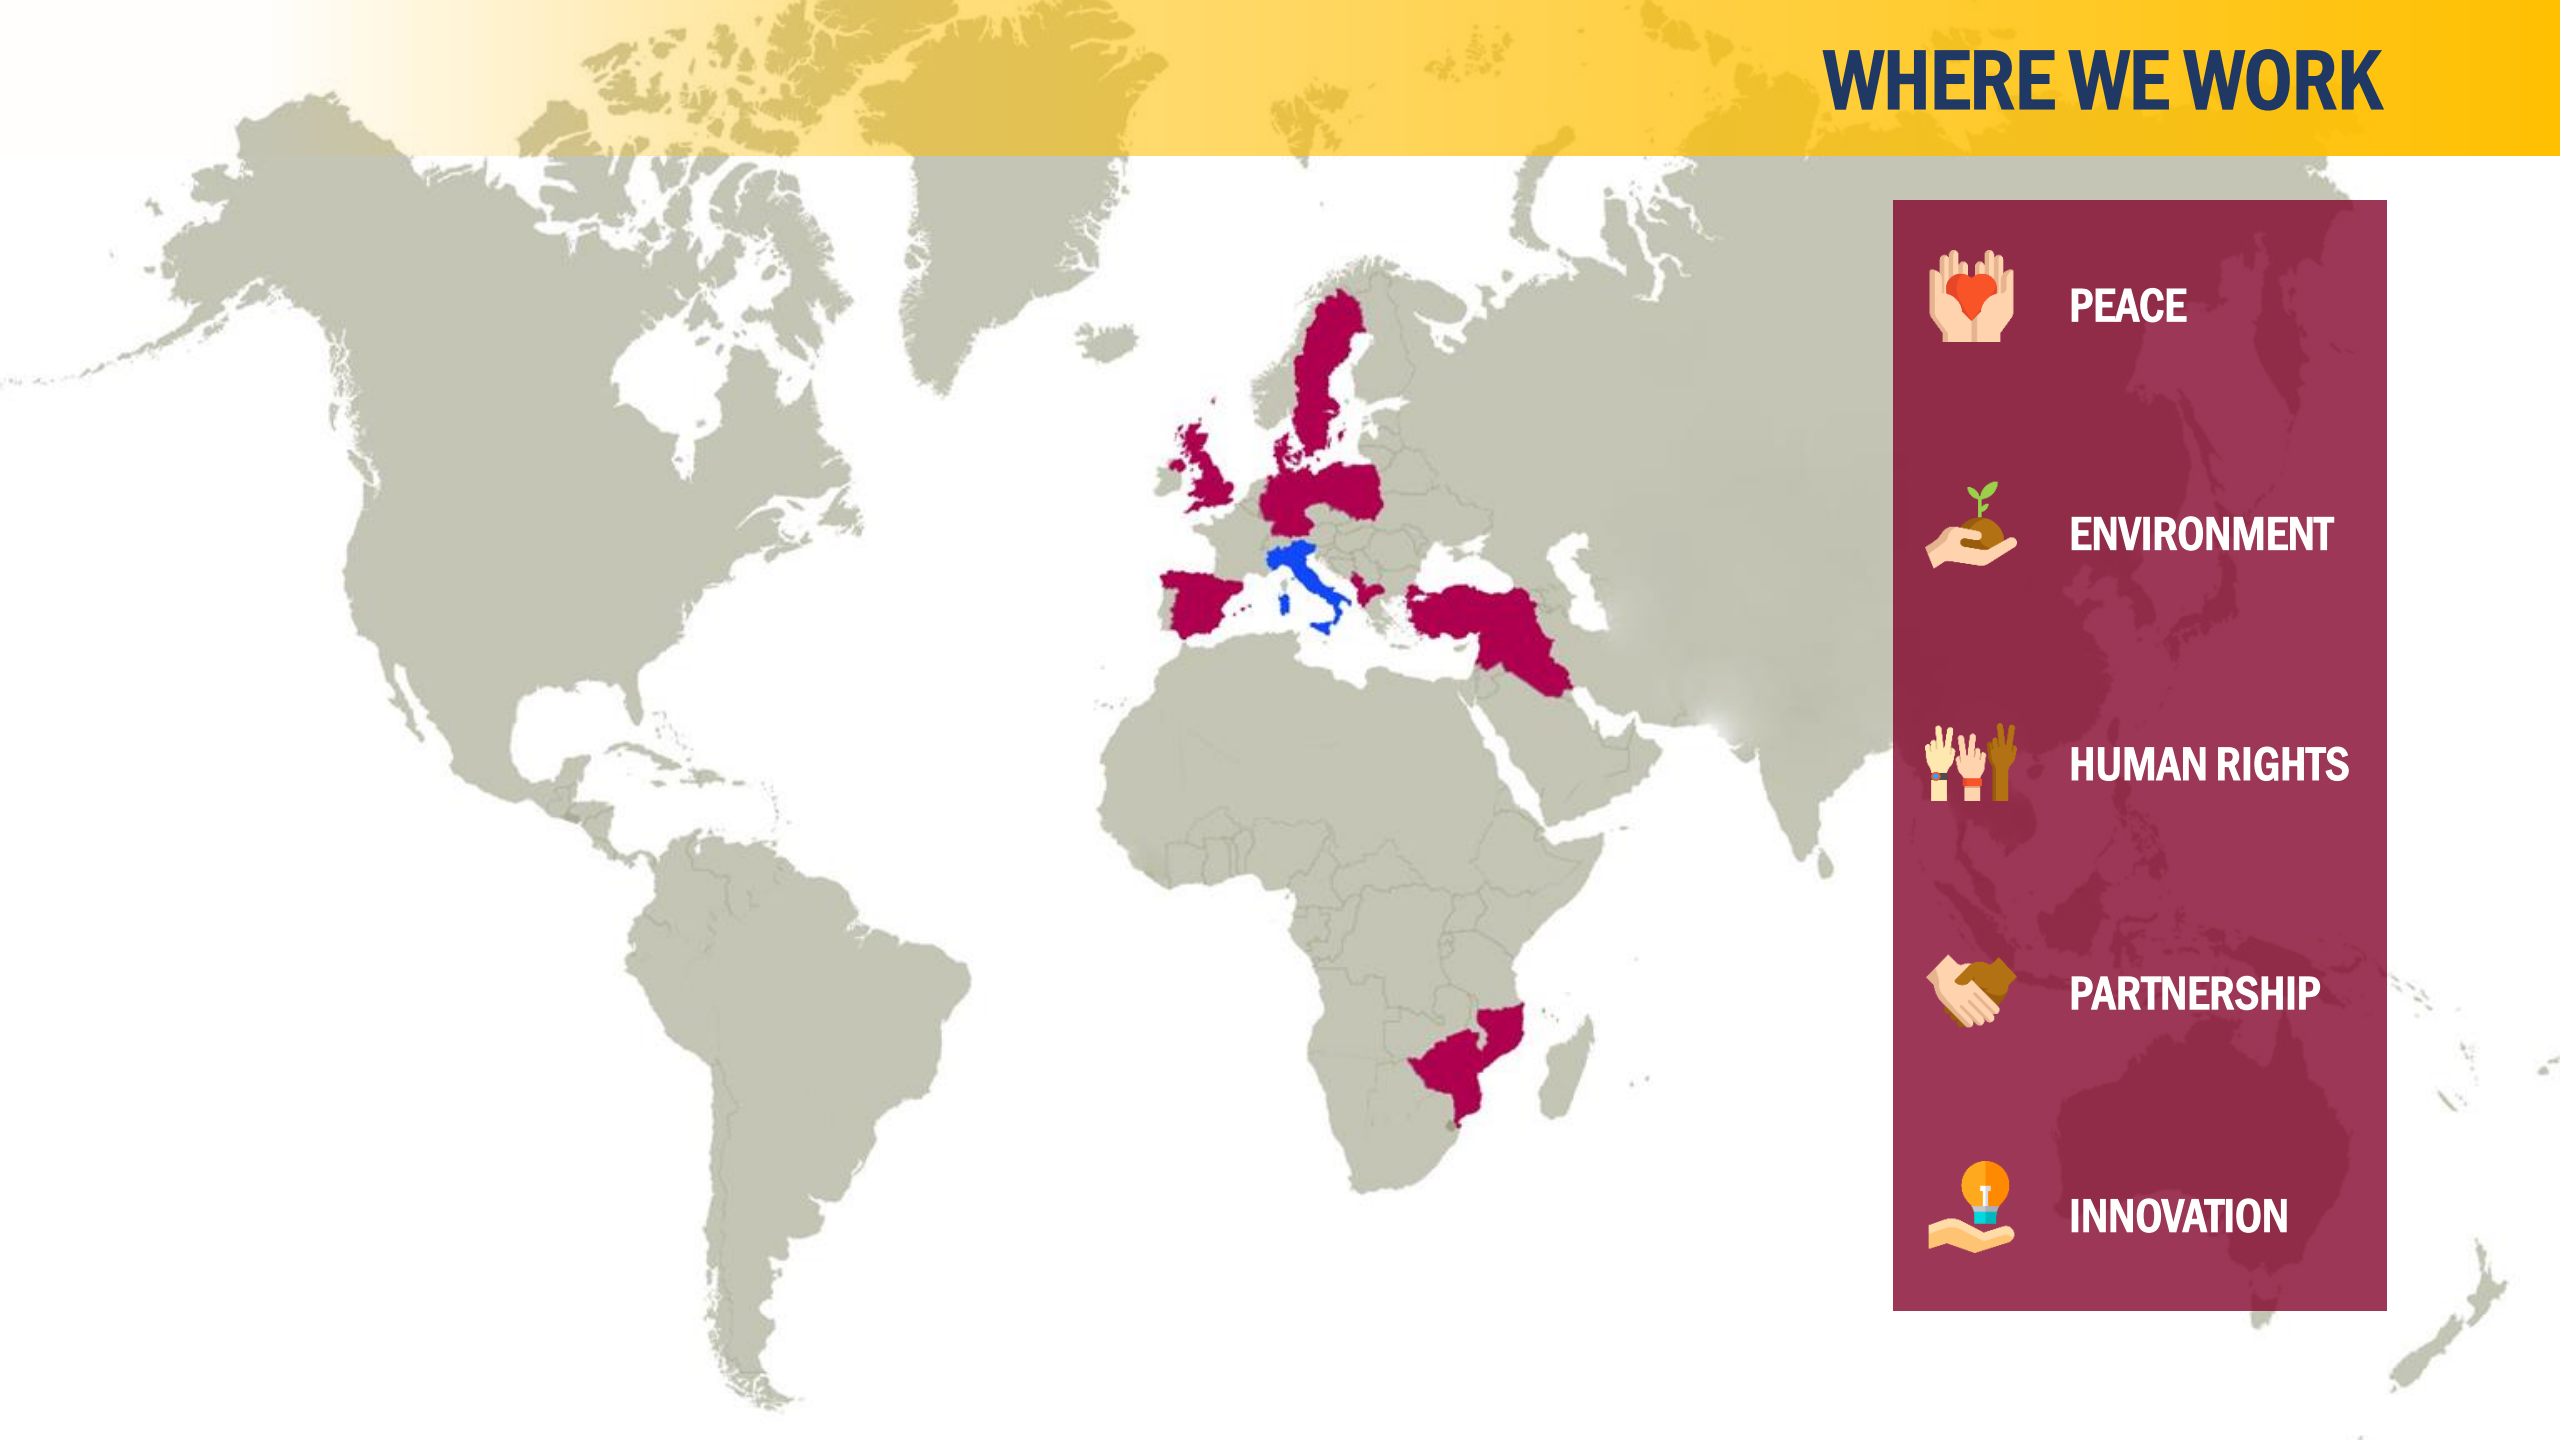 WHERE WE WORK
PEACE
ENVIRONMENT
HUMAN RIGHTS
PARTNERSHIP
INNOVATION